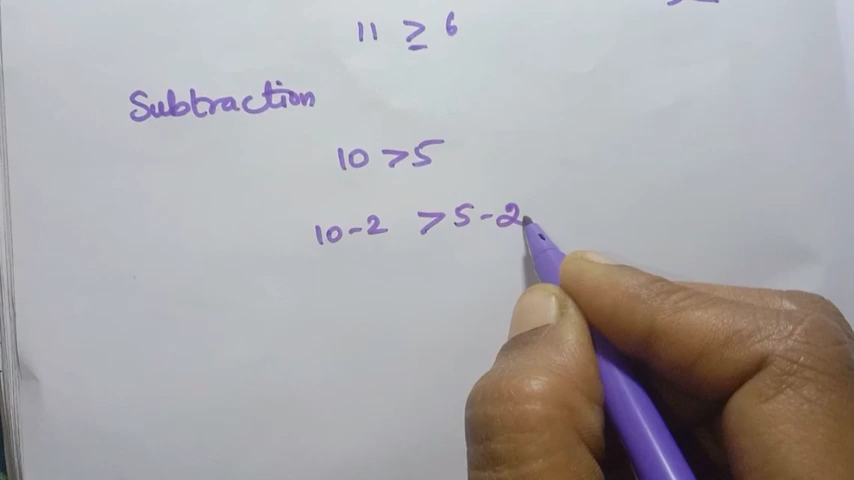 11 ≥ 6
Subtraction
10 > 5
10 - 2 > 5 - 2